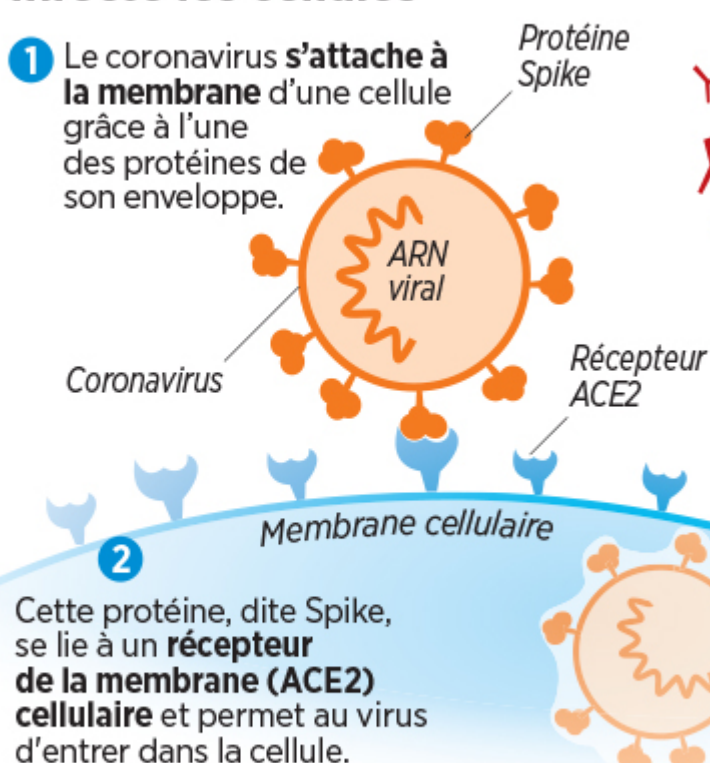 1 Le coronavirus s'attache à
la membrane d'une cellule
grâce à l'une
des protéines de
son enveloppe.
Protéine
Spike
ARN
viral
Coronavirus
Récepteur
ACE2
Membrane cellulaire
2
Cette protéine, dite Spike,
se lie à un récepteur
de la membrane (ACE2)
cellulaire et permet au virus
d'entrer dans la cellule.